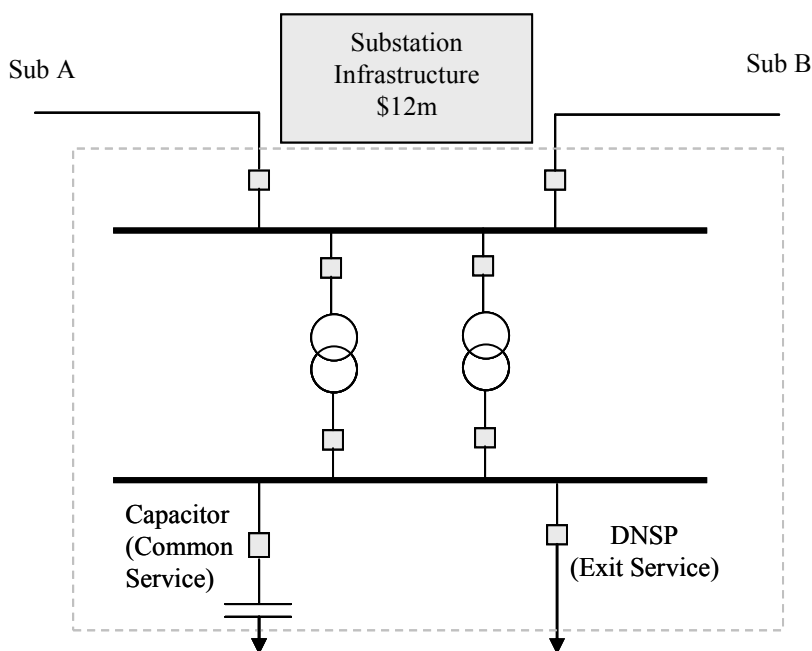 Substation
Infrastructure
$12m
Sub A
Sub B
Capacitor
(Common
Service)
DNSP
(Exit Service)